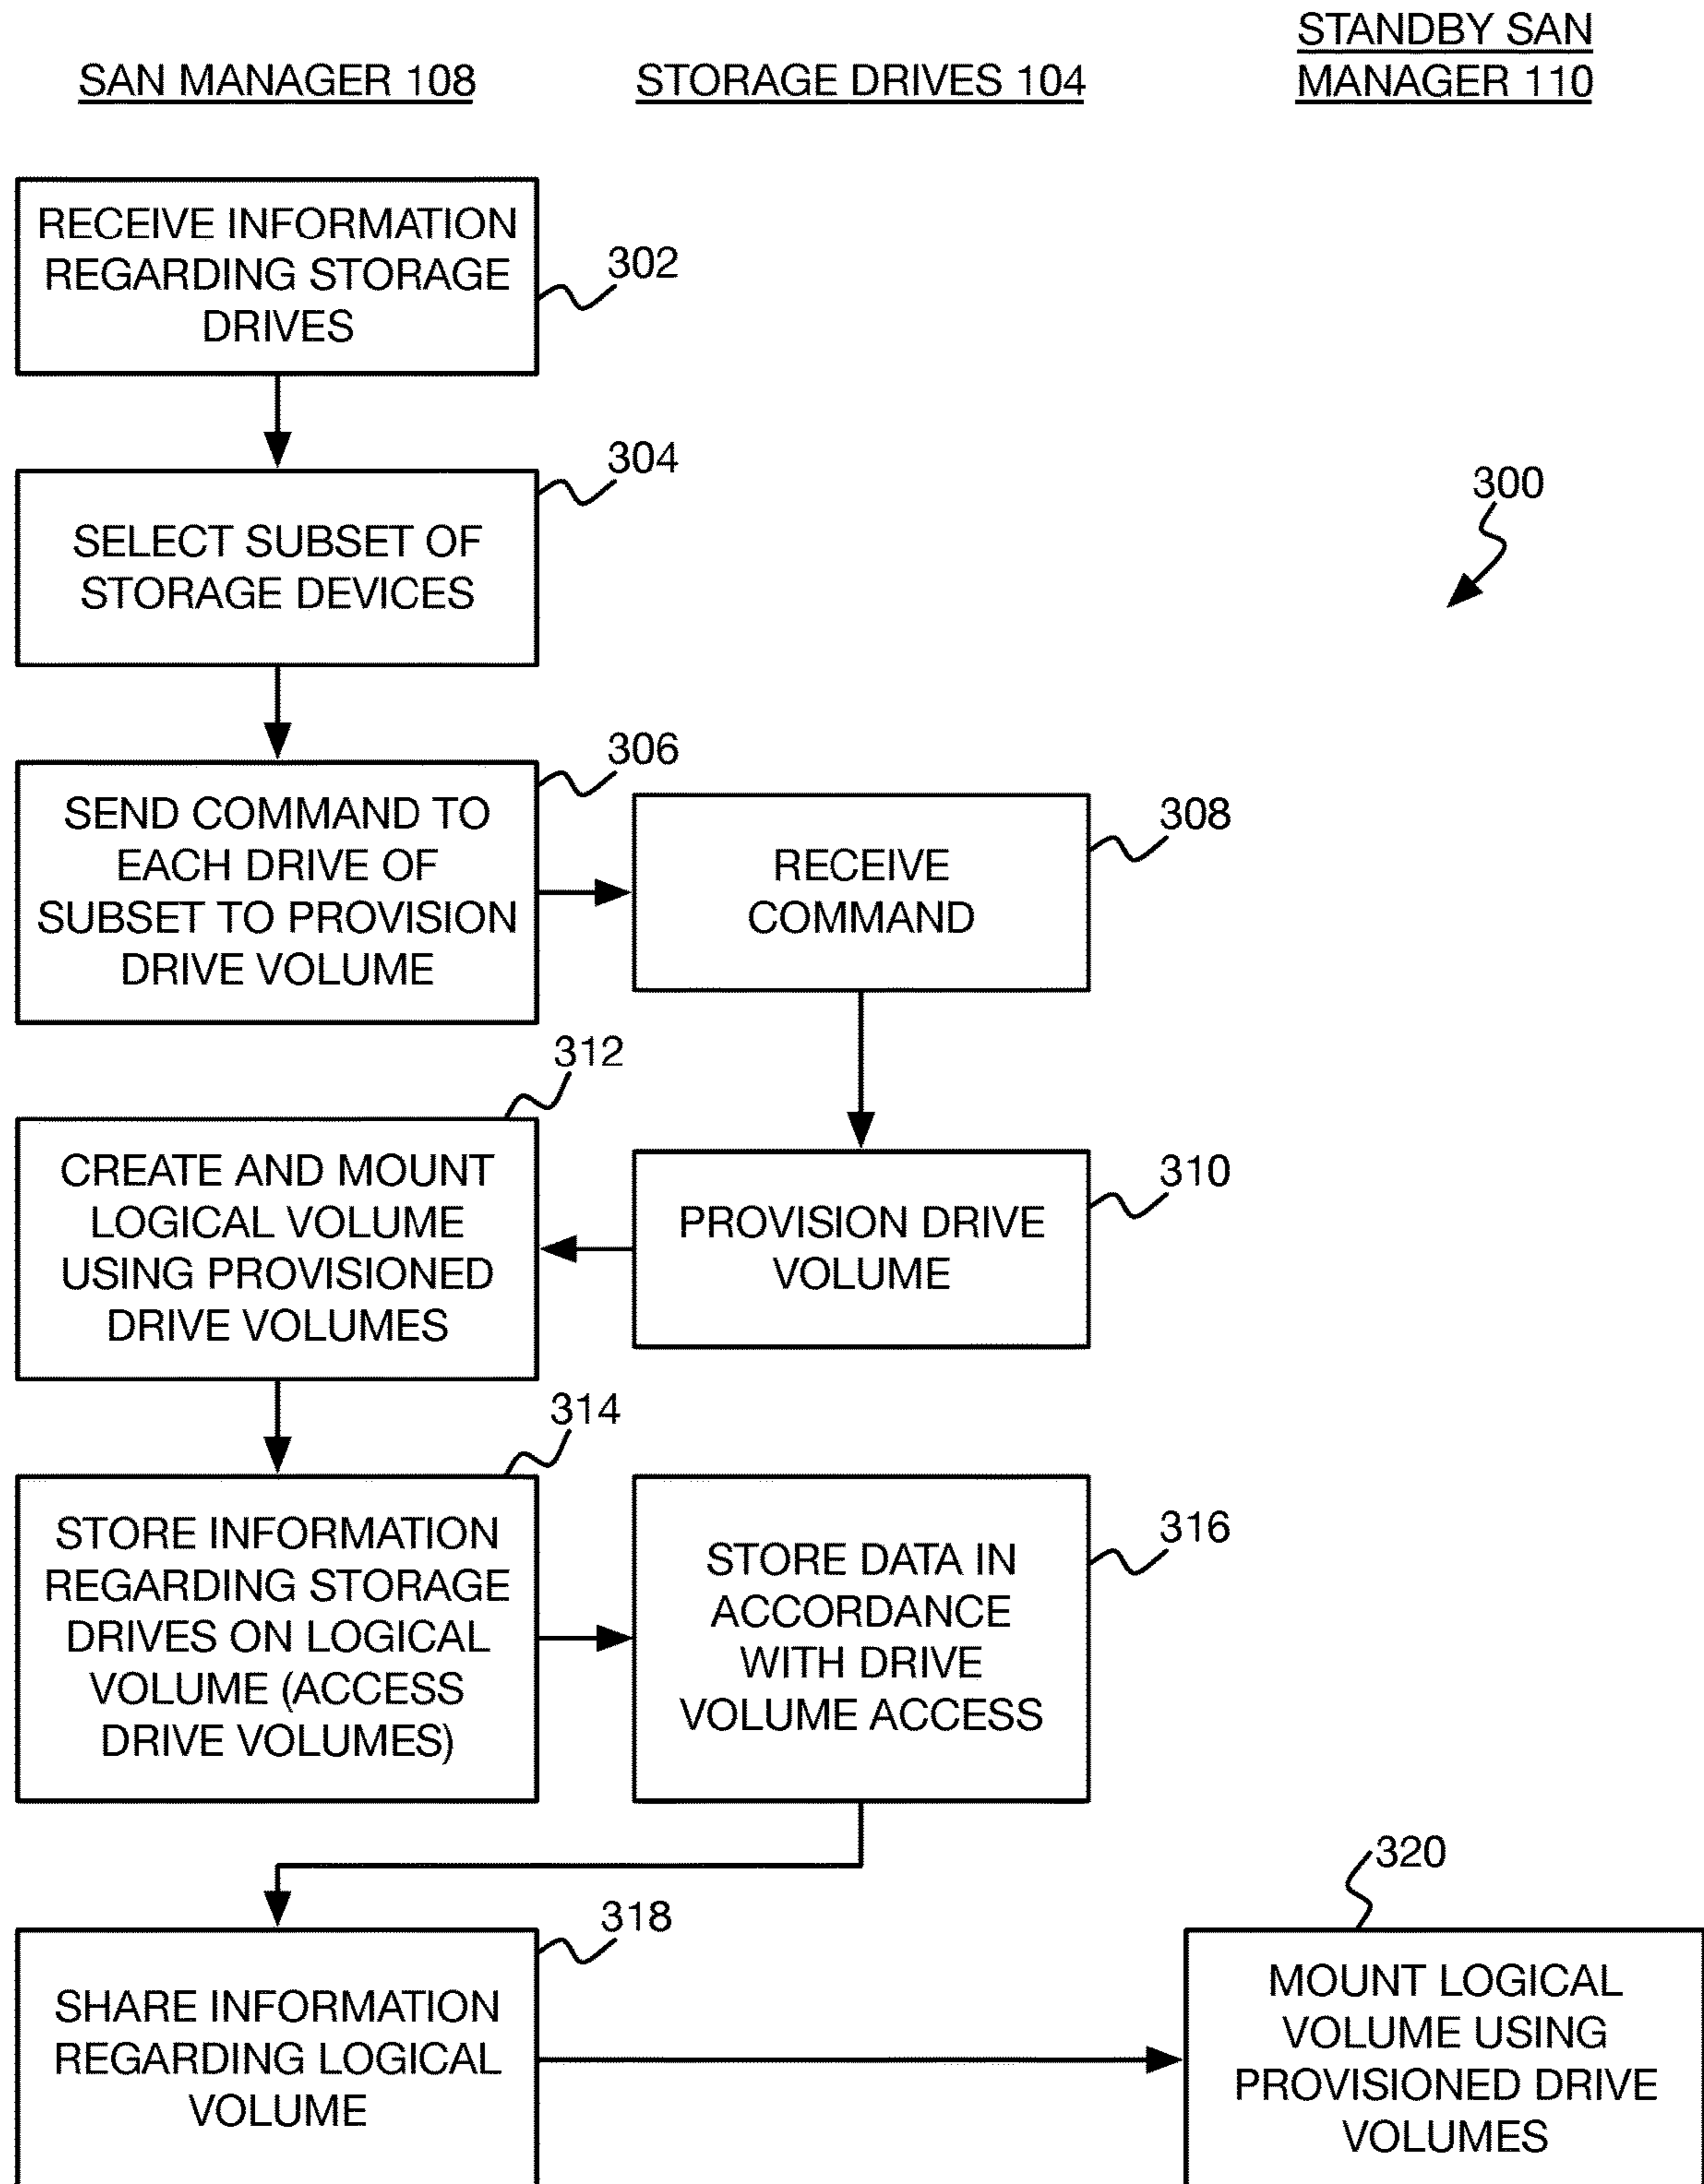 STANDBY SAN
SAN MANAGER 108
STORAGE DRIVES 104
MANAGER 110
RECEIVE INFORMATION
REGARDING STORAGE
DRIVES
302
SELECT SUBSET OF
STORAGE DEVICES
304
300
SEND COMMAND TO
EACH DRIVE OF
SUBSET TO PROVISION
DRIVE VOLUME
306
RECEIVE
COMMAND
308
PROVISION DRIVE
VOLUME
310
CREATE AND MOUNT
LOGICAL VOLUME
USING PROVISIONED
DRIVE VOLUMES
312
STORE INFORMATION
REGARDING STORAGE
DRIVES ON LOGICAL
VOLUME (ACCESS
DRIVE VOLUMES)
314
STORE DATA IN
ACCORDANCE
WITH DRIVE
VOLUME ACCESS
316
SHARE INFORMATION
REGARDING LOGICAL
VOLUME
318
MOUNT LOGICAL
VOLUME USING
PROVISIONED DRIVE
VOLUMES
320